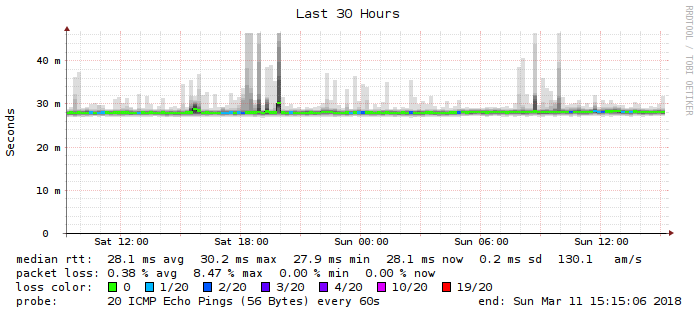 Last 30 Hours
RRDTOOL / TOBI OETIKER
Seconds
40 m
30 m
20 m
10 m
0
Sat 12:00 Sat 18:00 Sun 00:00 Sun 06:00 Sun 12:00
median rtt: 28.1 ms avg 30.2 ms max 27.9 ms min 28.1 ms now 0.2 ms sd 130.1 am/s
packet loss: 0.38 % avg 8.47 % max 0.00 % min 0.00 % now
loss color: 0 1/20 2/20 3/20 4/20 10/20 19/20
probe: 20 ICMP Echo Pings (56 Bytes) every 60s end: Sun Mar 11 15:15:06 2018